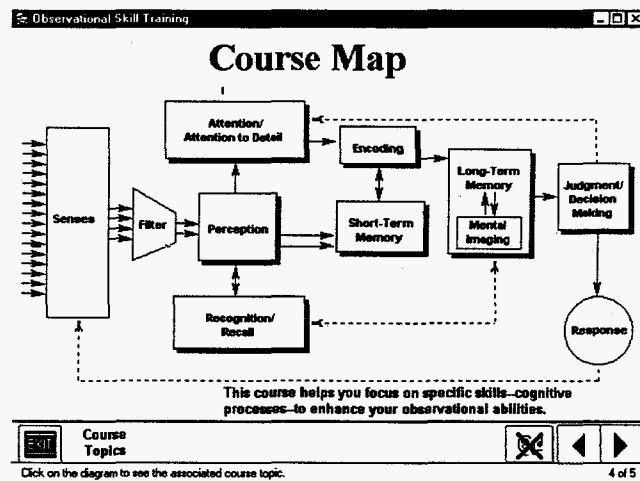 Observational Skill Training
Course Map
Attention/
Attention to Detail
Encoding
Long-Term
Memory
Mental
Imaging
Judgment/
Decision
Making
Senses
Filter
Perception
Short-Term
Memory
Recognition/
Recall
Response
This course helps you focus on specific skills--cognitive
processes--to enhance your observational abilities.
EXIT
Course
Topics
Click on the diagram to see the associated course topic.
4 of 5